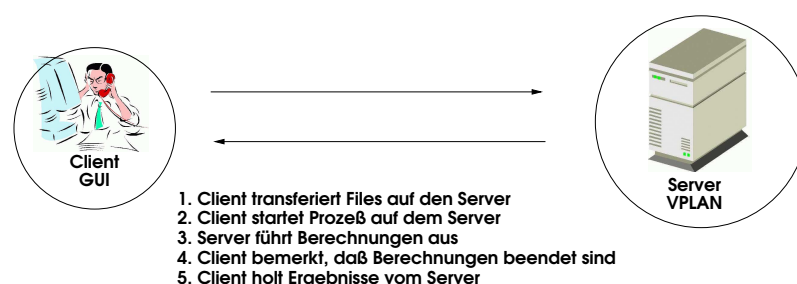 Client
GUI
Server
VPLAN
1. Client transferiert Files auf den Server
2. Client startet Prozeß auf dem Server
3. Server führt Berechnungen aus
4. Client bemerkt, daß Berechnungen beendet sind
5. Client holt Ergebnisse vom Server